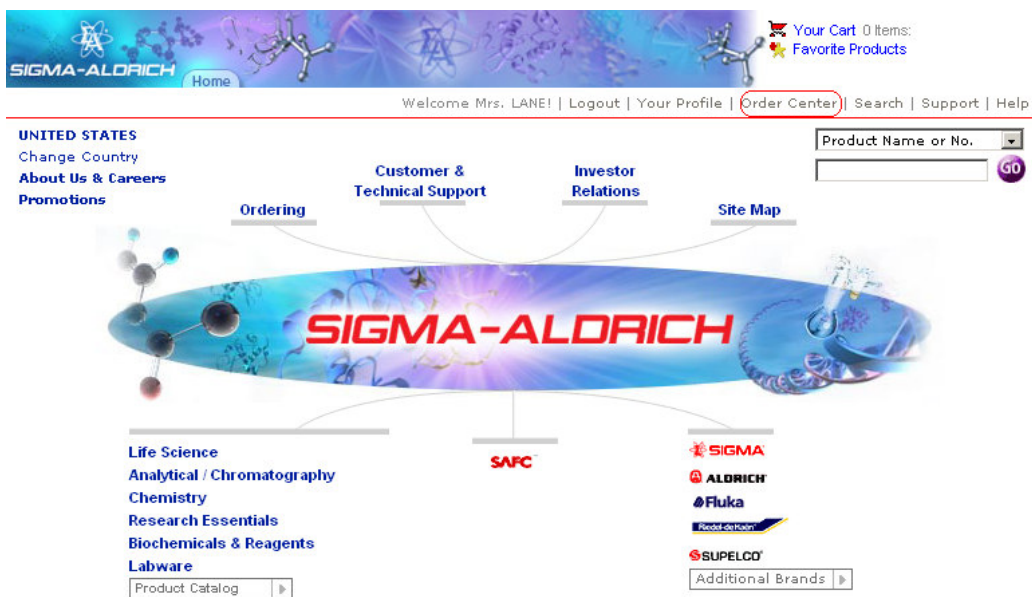 Your Cart 0 Items:
Favorite Products
SIGMA-ALDRICH
Home
Welcome Mrs. LANE! | Logout | Your Profile | Order Center | Search | Support | Help
UNITED STATES
Change Country
About Us & Careers
Promotions
Product Name or No.
GO
Customer &
Technical Support
Investor
Relations
Ordering
Site Map
SIGMA-ALDRICH
Life Science
Analytical / Chromatography
Chemistry
Research Essentials
Biochemicals & Reagents
Labware
Product Catalog
SAFC
SIGMA
ALDRICH
Fluka
Riedel-de Haën
SUPELCO
Additional Brands